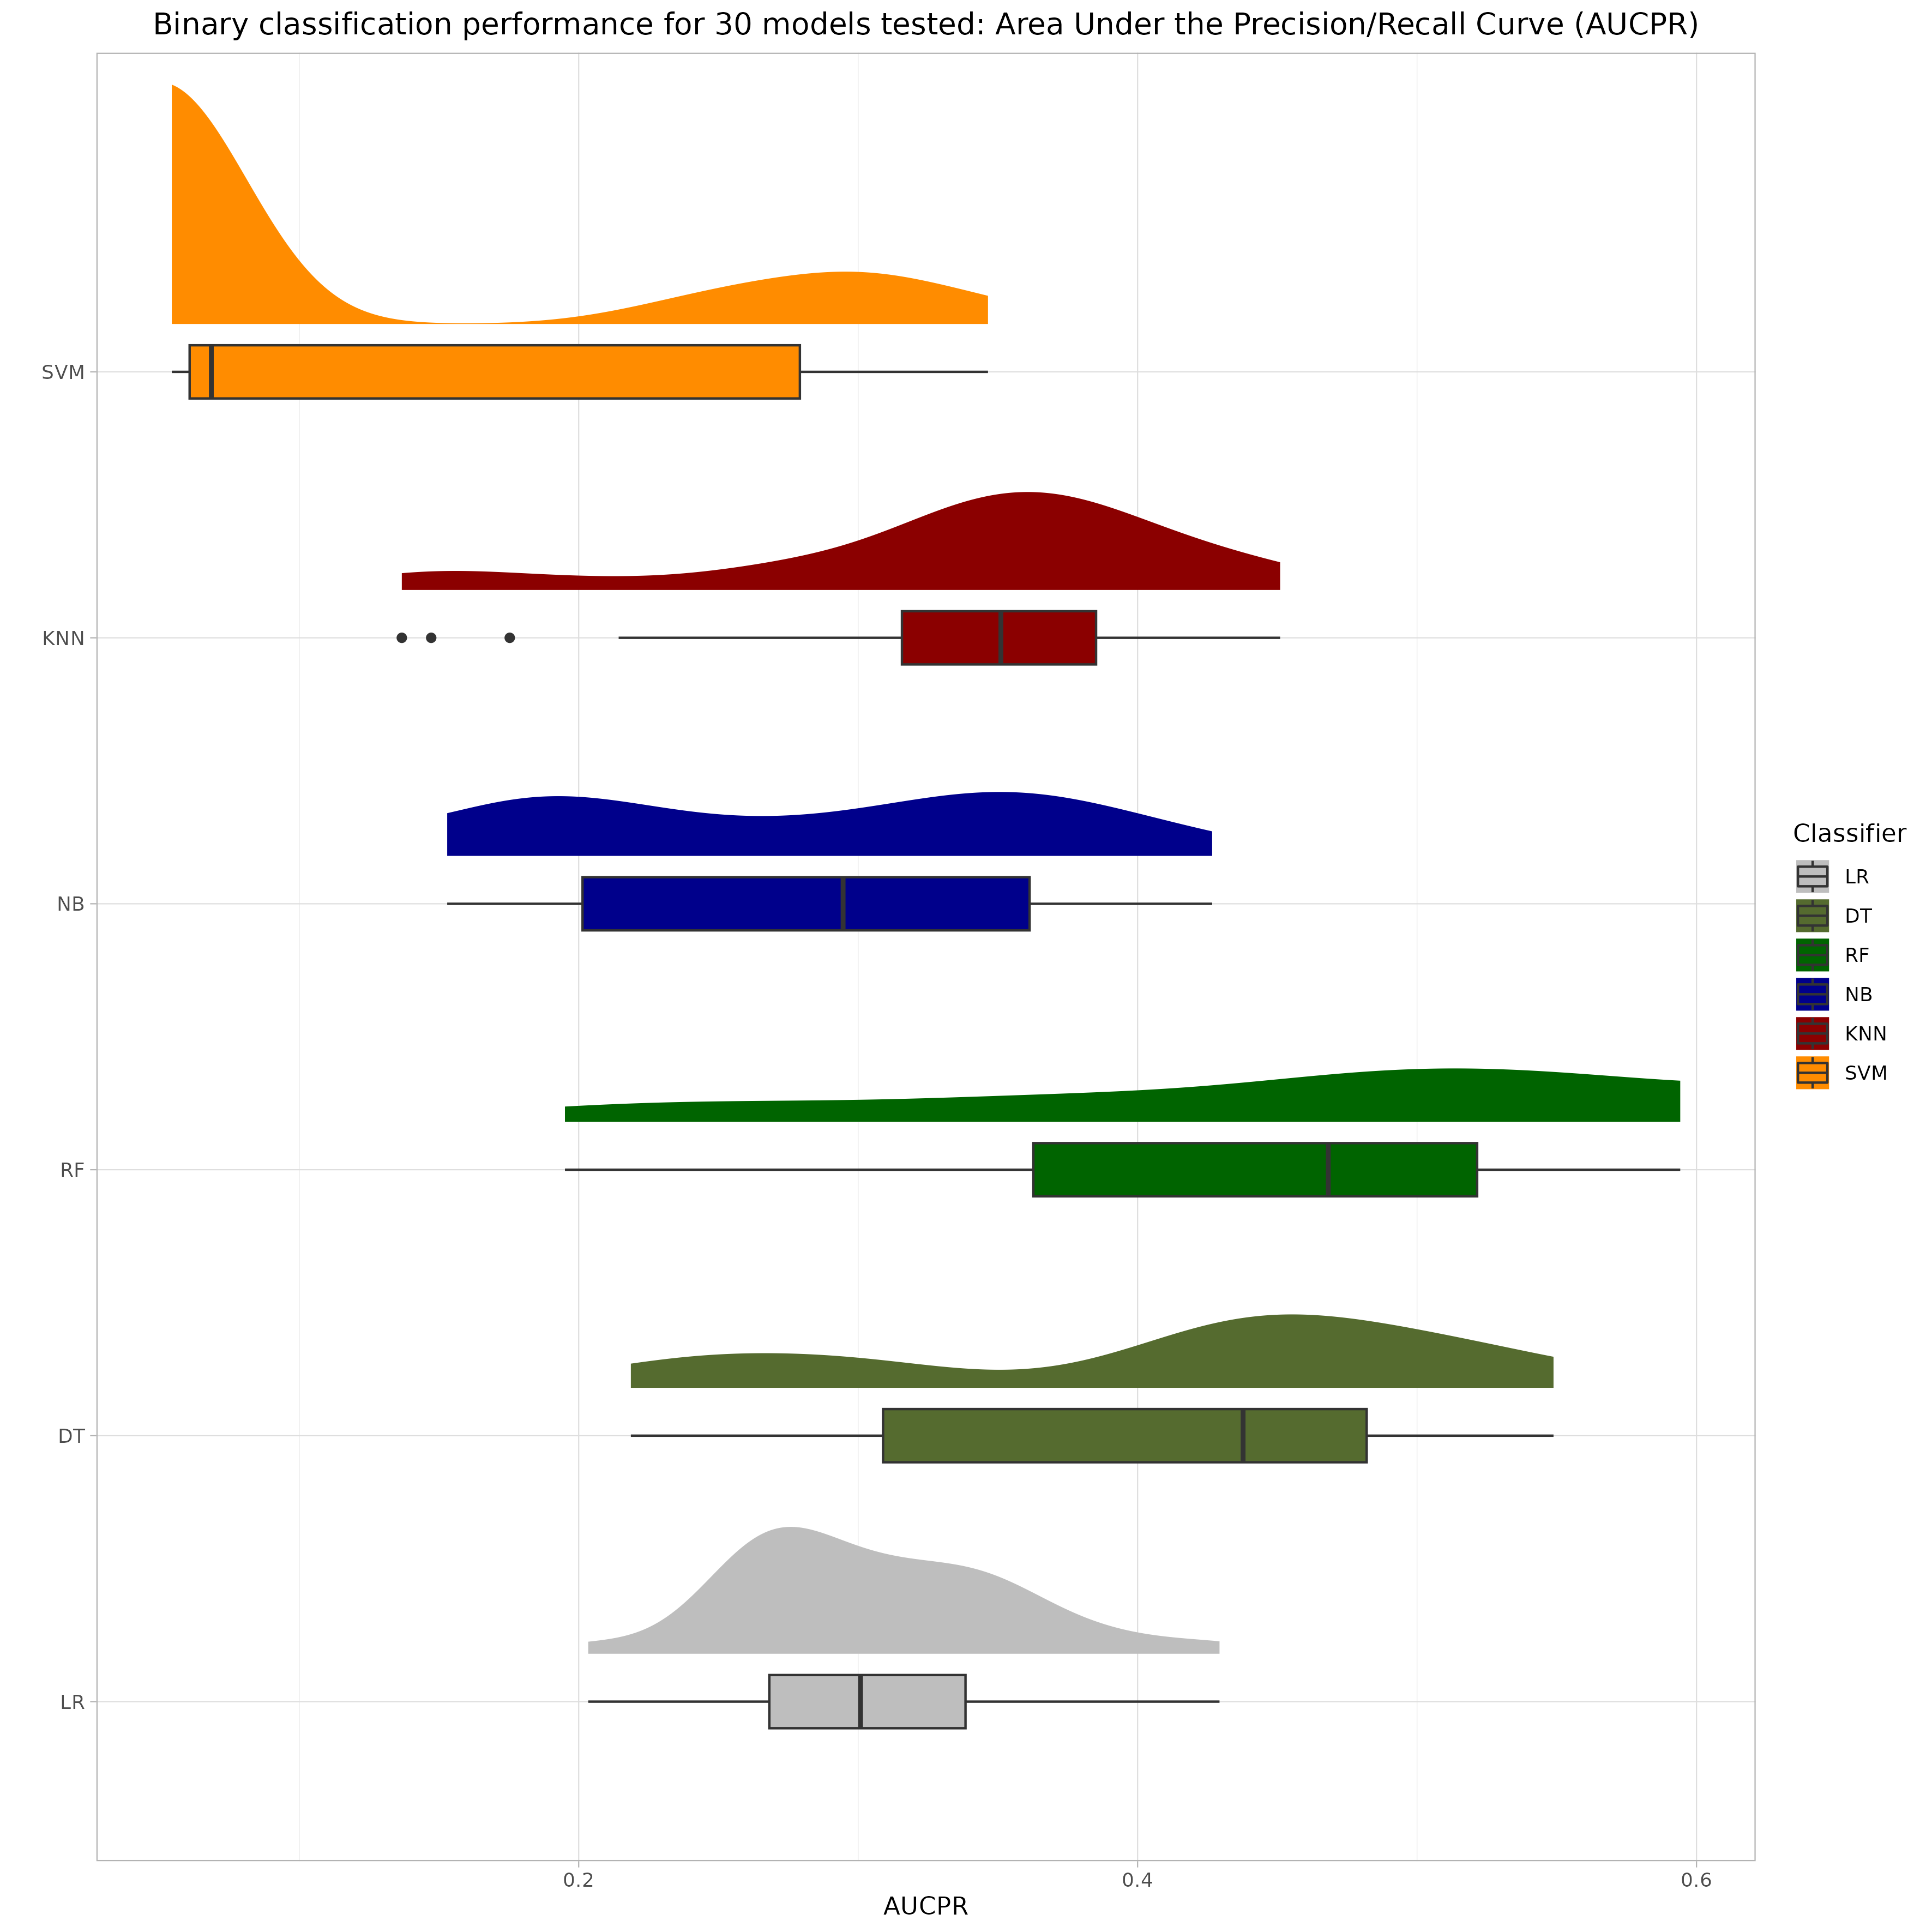 Binary classification performance for 30 models tested: Area Under the Precision/Recall Curve (AUCPR)
SVM
KNN
NB
RF
DT
LR
0.2
0.4
0.6
AUCPR
Classifier
LR
DT
RF
NB
KNN
SVM